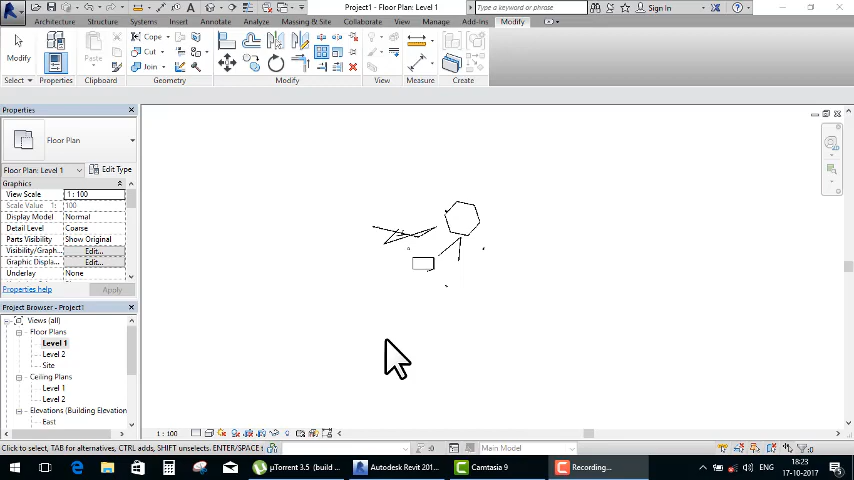 Project1 - Floor Plan: Level 1
Type a keyword or phrase
Sign In
Architecture Structure Systems Insert Annotate Analyze Massing & Site Collaborate View Manage Add-Ins Modify
Modify
Paste
Cope
Cut
Join
Select Properties Clipboard Geometry Modify View Measure Create
Properties
Floor Plan
Floor Plan: Level 1
Edit Type
Graphics
View Scale 1 : 100
Scale Value 1: 100
Display Model Normal
Detail Level Coarse
Parts Visibility Show Original
Visibility/Graph... Edit...
Graphic Displa... Edit...
Underlay None
Properties help Apply
Project Browser - Project1
Views (all)
Floor Plans
Level 1
Level 2
Site
Ceiling Plans
Level 1
Level 2
Elevations (Building Elevation
East
1 : 100
Click to select, TAB for alternatives, CTRL adds, SHIFT unselects. ENTER/SPACE
:0
Main Model
:0
µTorrent 3.5 (build ...
Autodesk Revit 201...
Camtasia 9
Recording...
ENG
18:23
17-10-2017